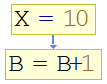 X = 10
B = B+1